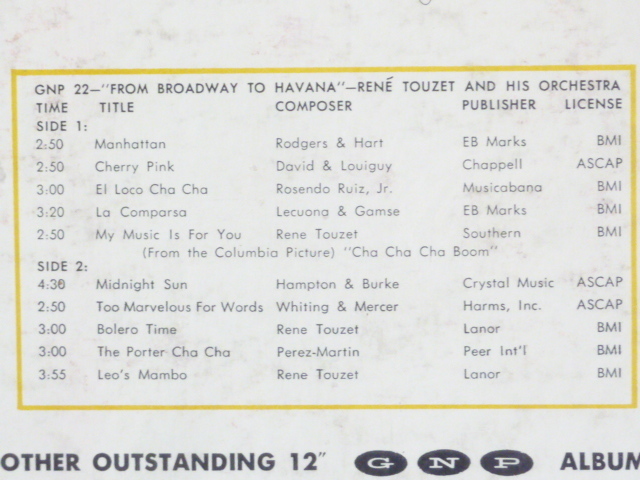 GNP 22—"FROM BROADWAY TO HAVANA"—RENÉ TOUZET AND HIS ORCHESTRA
TIME TITLE COMPOSER PUBLISHER LICENSE
SIDE 1:
2:50 Manhattan Rodgers & Hart EB Marks BMI
2:50 Cherry Pink David & Louiguy Chappell ASCAP
3:00 El Loco Cha Cha Rosendo Ruiz, Jr. Musicabana BMI
3:20 La Comparsa Lecuona & Gamse EB Marks BMI
2:50 My Music Is For You Rene Touzet Southern BMI
(From the Columbia Picture) "Cha Cha Cha Boom"
SIDE 2:
4:30 Midnight Sun Hampton & Burke Crystal Music ASCAP
2:50 Too Marvelous For Words Whiting & Mercer Harms, Inc. ASCAP
3:00 Bolero Time Rene Touzet Lanor BMI
3:00 The Porter Cha Cha Perez-Martin Peer Int'l BMI
3:55 Leo's Mambo Rene Touzet Lanor BMI
OTHER OUTSTANDING 12" GNP ALBUM